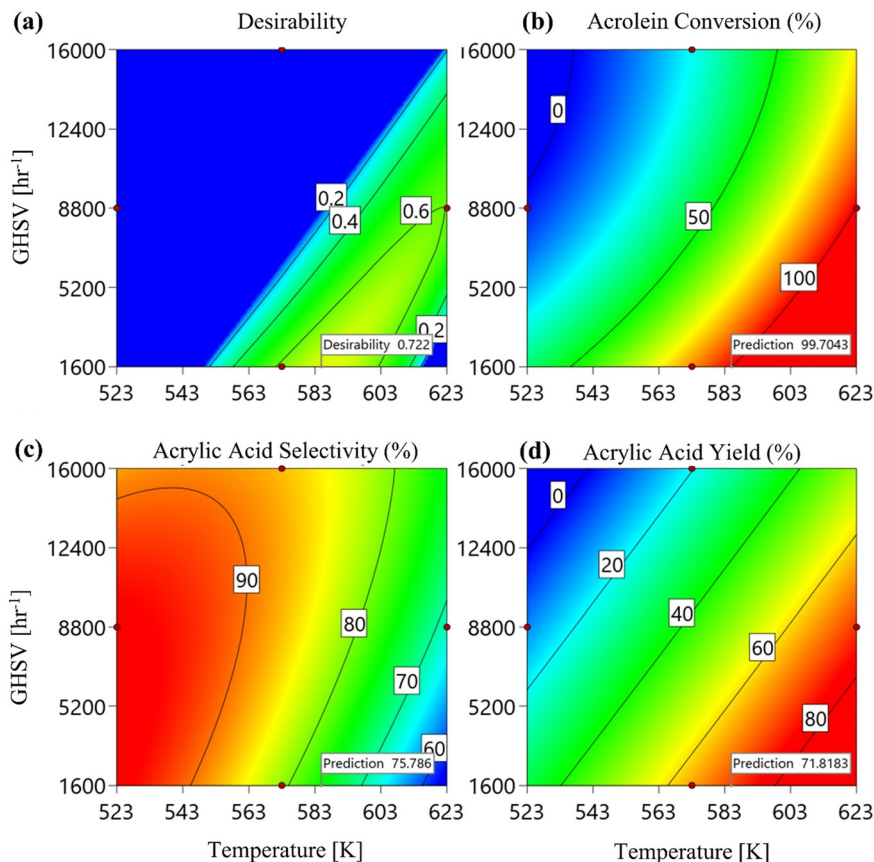 (a) Desirability
(b) Acrolein Conversion (%)
GHSV [hr-1]
16000
12400
8800
5200
1600
0.2
0.4
0.6
0.2
Desirability 0.722
523 543 563 583 603 623
16000
12400
8800
5200
1600
0
50
100
Prediction 99.7043
523 543 563 583 603 623
(c) Acrylic Acid Selectivity (%)
(d) Acrylic Acid Yield (%)
GHSV [hr-1]
16000
12400
8800
5200
1600
90
80
70
60
Prediction 75.786
523 543 563 583 603 623
Temperature [K]
16000
12400
8800
5200
1600
0
20
40
60
80
Prediction 71.8183
523 543 563 583 603 623
Temperature [K]